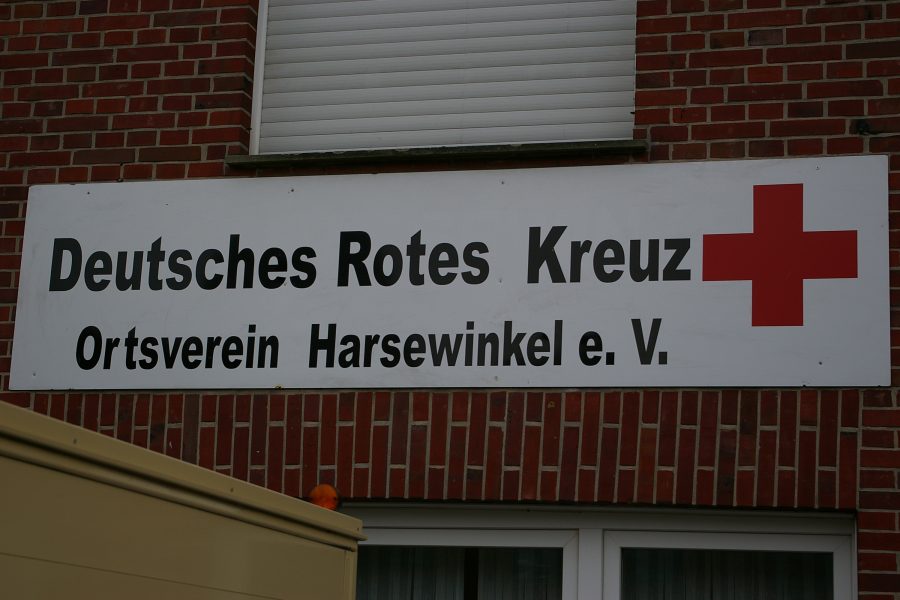 Deutsches Rotes Kreuz
Ortsverein Harsewinkel e. V.